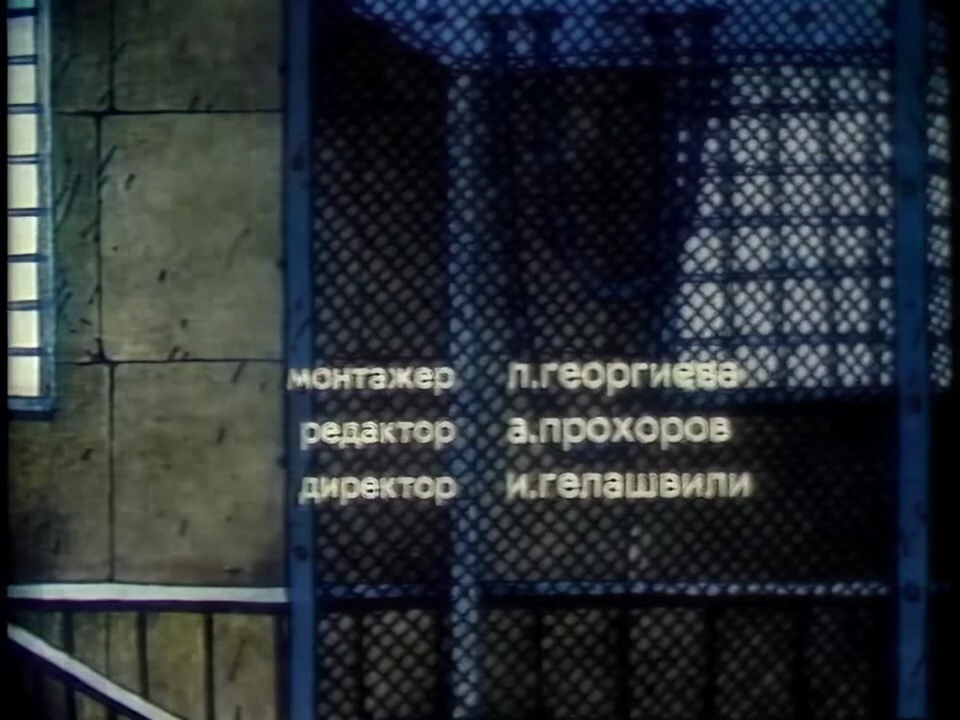 монтажер л.георгиева
редактор а.прохоров
директор и.гелашвили